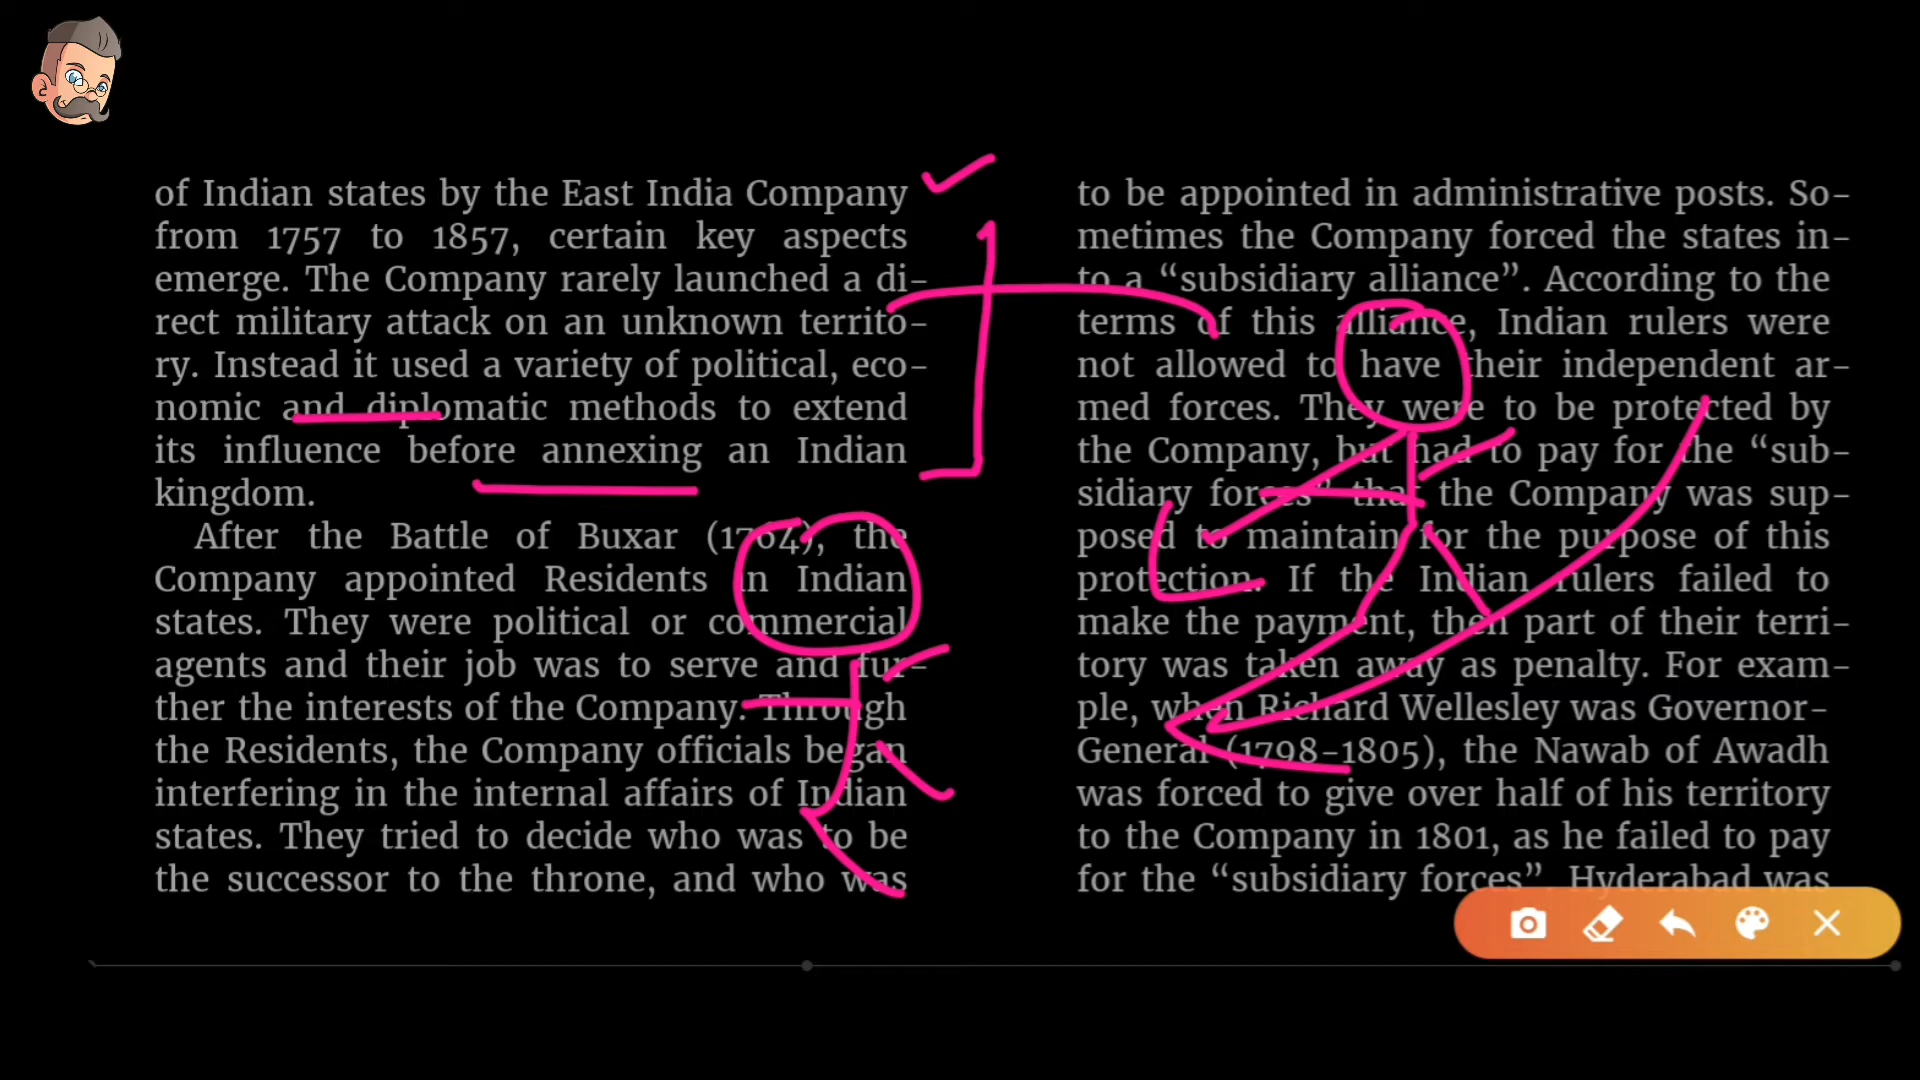 of Indian states by the East India Company
from 1757 to 1857, certain key aspects
emerge. The Company rarely launched a di-
rect military attack on an unknown territo-
ry. Instead it used a variety of political, eco-
nomic and diplomatic methods to extend
its influence before annexing an Indian
kingdom.
After the Battle of Buxar (1764), the
Company appointed Residents in Indian
states. They were political or commercial
agents and their job was to serve and fur-
ther the interests of the Company. Through
the Residents, the Company officials began
interfering in the internal affairs of Indian
states. They tried to decide who was to be
the successor to the throne, and who was
to be appointed in administrative posts. So-
metimes the Company forced the states in-
to a “subsidiary alliance”. According to the
terms of this alliance, Indian rulers were
not allowed to have their independent ar-
med forces. They were to be protected by
the Company, but had to pay for the “sub-
sidiary forces” that the Company was sup-
posed to maintain for the purpose of this
protection. If the Indian rulers failed to
make the payment, then part of their terri-
tory was taken away as penalty. For exam-
ple, when Richard Wellesley was Governor-
General (1798-1805), the Nawab of Awadh
was forced to give over half of his territory
to the Company in 1801, as he failed to pay
for the “subsidiary forces”. Hyderabad was